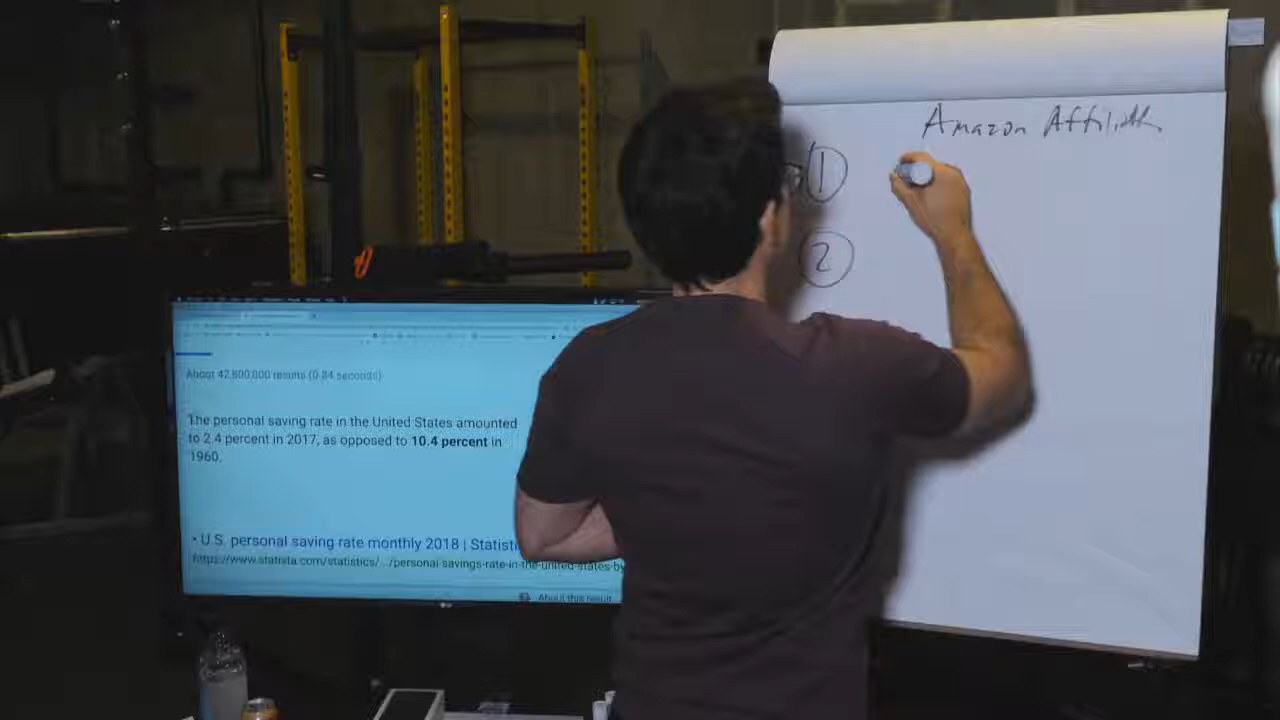 Amazon Affiliate
1
2
About 42,800,000 results (0.84 seconds)
The personal saving rate in the United States amounted
to 2.4 percent in 2017, as opposed to 10.4 percent in
1960.
• U.S. personal saving rate monthly 2018 | Statisti
https://www.statista.com/statistics/.../personal-savings-rate-in-the-united-states-by
About this result
LG